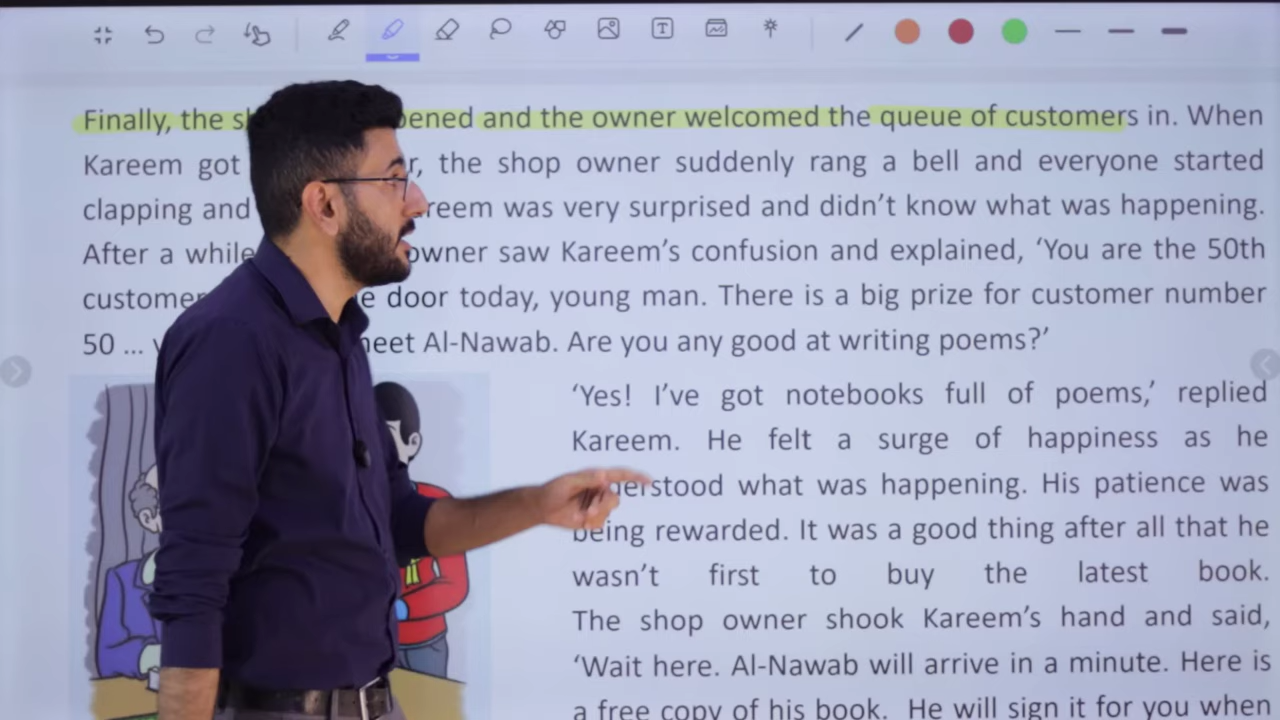 Finally, the and the owner welcomed the queue of customers in. When
Kareem got the shop owner suddenly rang a bell and everyone started
clapping and was very surprised and didn't know what was happening.
After a while owner saw Kareem's confusion and explained, 'You are the 50th
customer door today, young man. There is a big prize for customer number
50 ... Al-Nawab. Are you any good at writing poems?'
'Yes! I've got notebooks full of poems,' replied
Kareem. He felt a surge of happiness as he
what was happening. His patience was
being rewarded. It was a good thing after all that he
wasn't first to buy the latest book.
The shop owner shook Kareem's hand and said,
'Wait here. Al-Nawab will arrive in a minute. Here is
a free copy of his book. He will sign it for you when